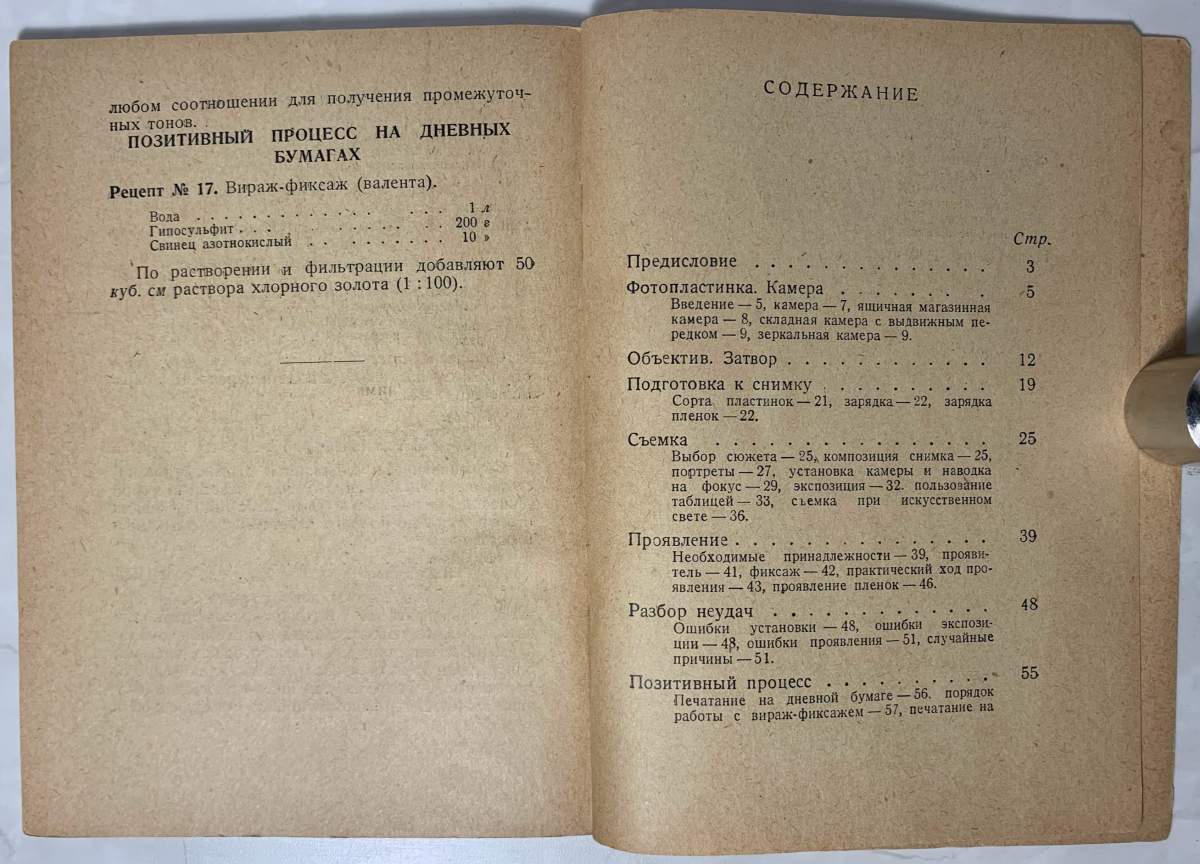 любом соотношении для получения промежуточ-
ных тонов.
ПОЗИТИВНЫЙ ПРОЦЕСС НА ДНЕВНЫХ
БУМАГАХ
Рецепт № 17. Вираж-фиксаж (валента).
Вода . . . . . . . . . . . . . . . . 1 л
Гипосульфит . . . . . . . . . . . . 200 г
Свинец азотнокислый . . . . . . . . . . 10 »
По растворении и фильтрации добавляют 50
куб. см раствора хлорного золота (1 : 100).
СОДЕРЖАНИЕ
Стр.
Предисловие . . . . . . . . . . . . . . 3
Фотопластинка. Камера . . . . . . . . 5
Введение — 5, камера — 7, ящичная магазинная
камера — 8, складная камера с выдвижным пе-
редком — 9, зеркальная камера — 9.
Объектив. Затвор . . . . . . . . . . . . 12
Подготовка к снимку . . . . . . . . . . 19
Сорта пластинок — 21, зарядка — 22, зарядка
пленок — 22.
Съемка . . . . . . . . . . . . . . . . 25
Выбор сюжета — 25, композиция снимка — 25,
портреты — 27, установка камеры и наводка
на фокус — 29, экспозиция — 32. пользование
таблицей — 33, съемка при искусственном
свете — 36.
Проявление . . . . . . . . . . . . . . . 39
Необходимые принадлежности — 39, прояви-
тель — 41, фиксаж — 42, практический ход про-
явления — 43, проявление пленок — 46.
Разбор неудач . . . . . . . . . . . . . 48
Ошибки установки — 48, ошибки экспози-
ции — 48, ошибки проявления — 51, случайные
причины — 51.
Позитивный процесс . . . . . . . . . . 55
Печатание на дневной бумаге — 56. порядок
работы с вираж-фиксажем — 57, печатание на